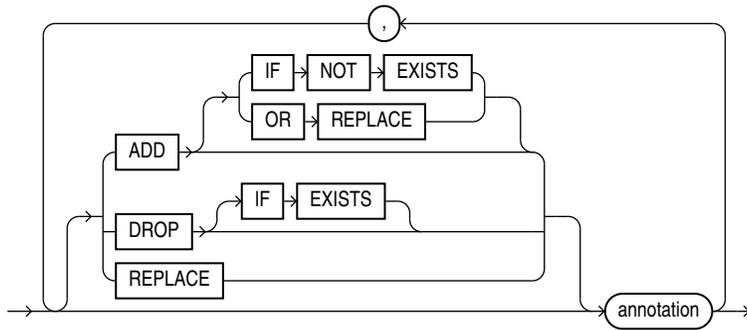 ,
IF NOT EXISTS
OR REPLACE
ADD
IF EXISTS
DROP
REPLACE
annotation